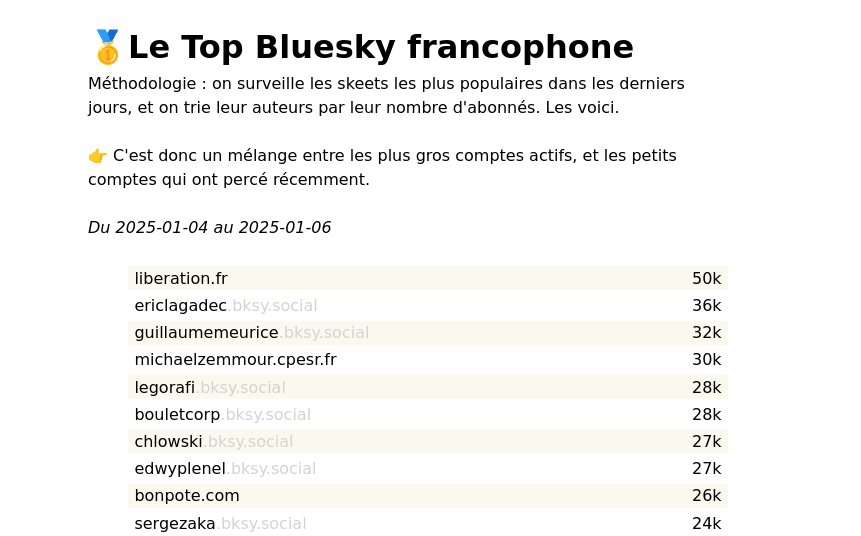 🥇Le Top Bluesky francophone
Méthodologie : on surveille les skeets les plus populaires dans les derniers
jours, et on trie leur auteurs par leur nombre d'abonnés. Les voici.
👉 C'est donc un mélange entre les plus gros comptes actifs, et les petits
comptes qui ont percé récemment.
Du 2025-01-04 au 2025-01-06
liberation.fr 50k
ericlagadec.bksy.social 36k
guillaumemeurice.bksy.social 32k
michaelzemmour.cpesr.fr 30k
legorafi.bksy.social 28k
bouletcorp.bksy.social 28k
chlowski.bksy.social 27k
edwyplenel.bksy.social 27k
bonpote.com 26k
sergezaka.bksy.social 24k